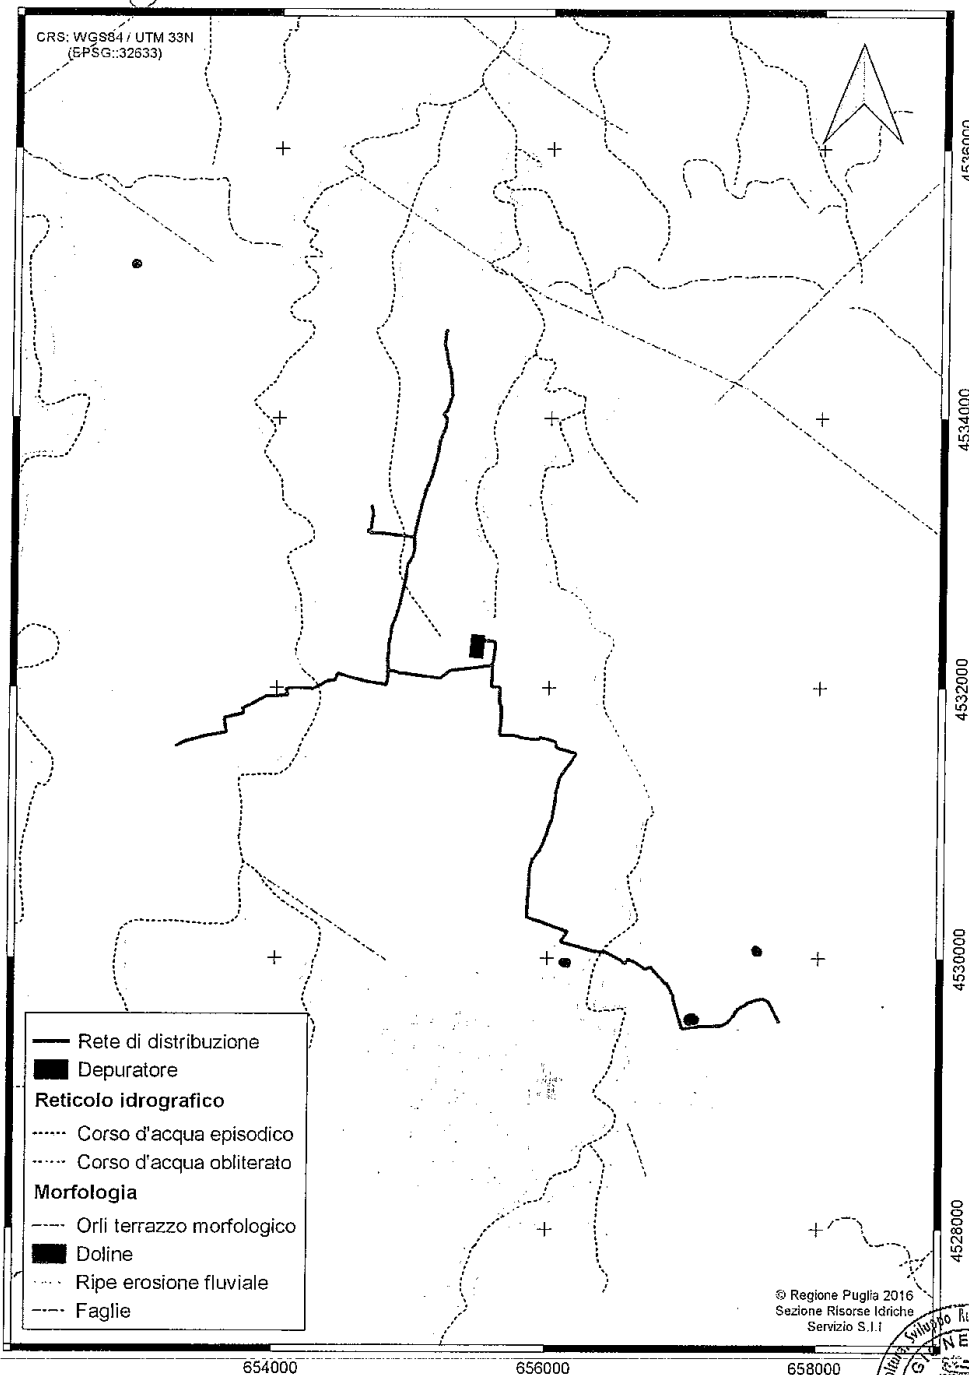 CRS: WGS84 / UTM 33N
(EPSG::32633)
4536000
4534000
4532000
4530000
4528000
Rete di distribuzione
Depuratore
Reticolo idrografico
Corso d'acqua episodico
Corso d'acqua obliterato
Morfologia
Orli terrazzo morfologico
Doline
Ripe erosione fluviale
Faglie
© Regione Puglia 2016
Sezione Risorse Idriche
Servizio S.I.I
Sviluppo
654000
656000
658000